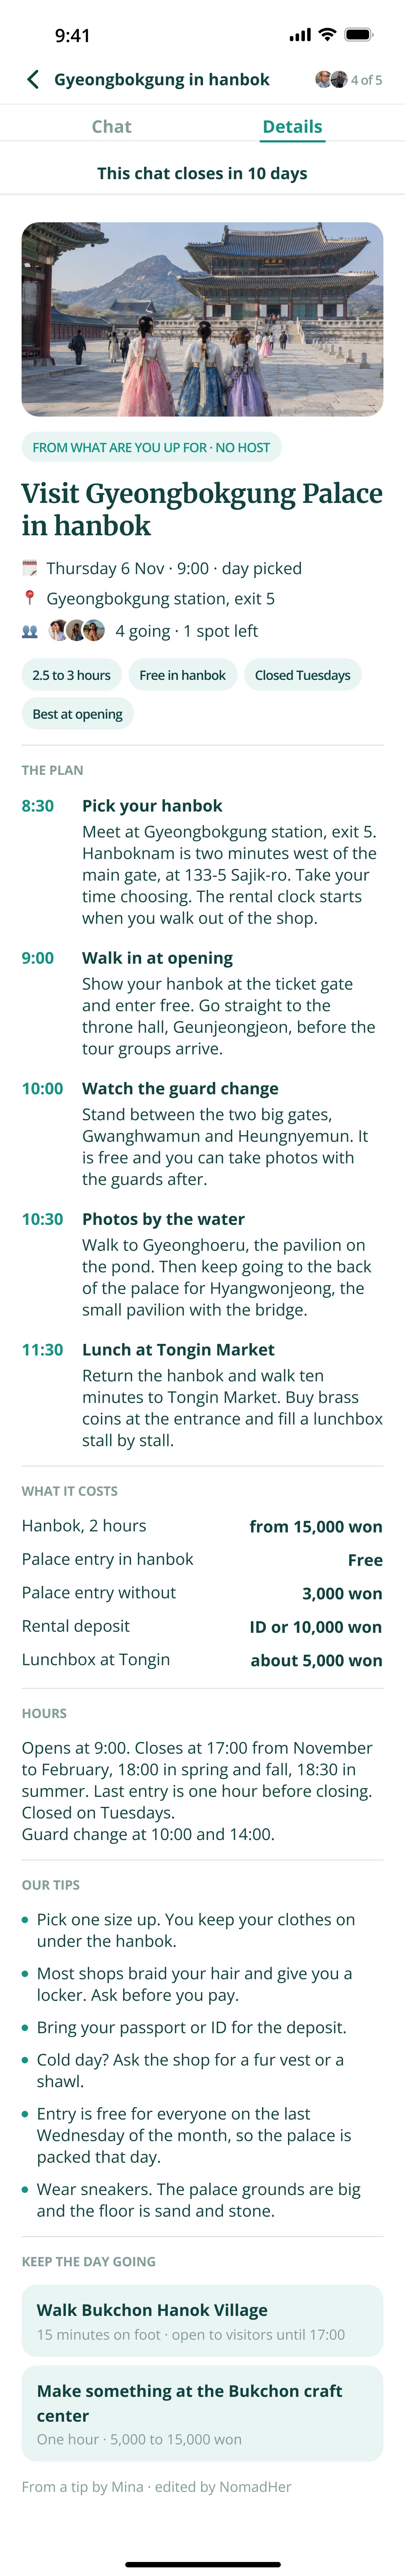 9:41
Gyeongbokgung in hanbok
4 of 5
Chat
Details
This chat closes in 10 days
FROM WHAT ARE YOU UP FOR · NO HOST
Visit Gyeongbokgung Palace
in hanbok
Thursday 6 Nov · 9:00 · day picked
Gyeongbokgung station, exit 5
4 going · 1 spot left
2.5 to 3 hours
Free in hanbok
Closed Tuesdays
Best at opening
THE PLAN
8:30 Pick your hanbok
Meet at Gyeongbokgung station, exit 5.
Hanboknam is two minutes west of the
main gate, at 133-5 Sajik-ro. Take your
time choosing. The rental clock starts
when you walk out of the shop.
9:00 Walk in at opening
Show your hanbok at the ticket gate
and enter free. Go straight to the
throne hall, Geunjeongjeon, before the
tour groups arrive.
10:00 Watch the guard change
Stand between the two big gates,
Gwanghwamun and Heungnyemun. It
is free and you can take photos with
the guards after.
10:30 Photos by the water
Walk to Gyeonghoeru, the pavilion on
the pond. Then keep going to the back
of the palace for Hyangwonjeong, the
small pavilion with the bridge.
11:30 Lunch at Tongin Market
Return the hanbok and walk ten
minutes to Tongin Market. Buy brass
coins at the entrance and fill a lunchbox
stall by stall.
WHAT IT COSTS
Hanbok, 2 hours from 15,000 won
Palace entry in hanbok Free
Palace entry without 3,000 won
Rental deposit ID or 10,000 won
Lunchbox at Tongin about 5,000 won
HOURS
Opens at 9:00. Closes at 17:00 from November
to February, 18:00 in spring and fall, 18:30 in
summer. Last entry is one hour before closing.
Closed on Tuesdays.
Guard change at 10:00 and 14:00.
OUR TIPS
Pick one size up. You keep your clothes on
under the hanbok.
Most shops braid your hair and give you a
locker. Ask before you pay.
Bring your passport or ID for the deposit.
Cold day? Ask the shop for a fur vest or a
shawl.
Entry is free for everyone on the last
Wednesday of the month, so the palace is
packed that day.
Wear sneakers. The palace grounds are big
and the floor is sand and stone.
KEEP THE DAY GOING
Walk Bukchon Hanok Village
15 minutes on foot · open to visitors until 17:00
Make something at the Bukchon craft
center
One hour · 5,000 to 15,000 won
From a tip by Mina · edited by NomadHer